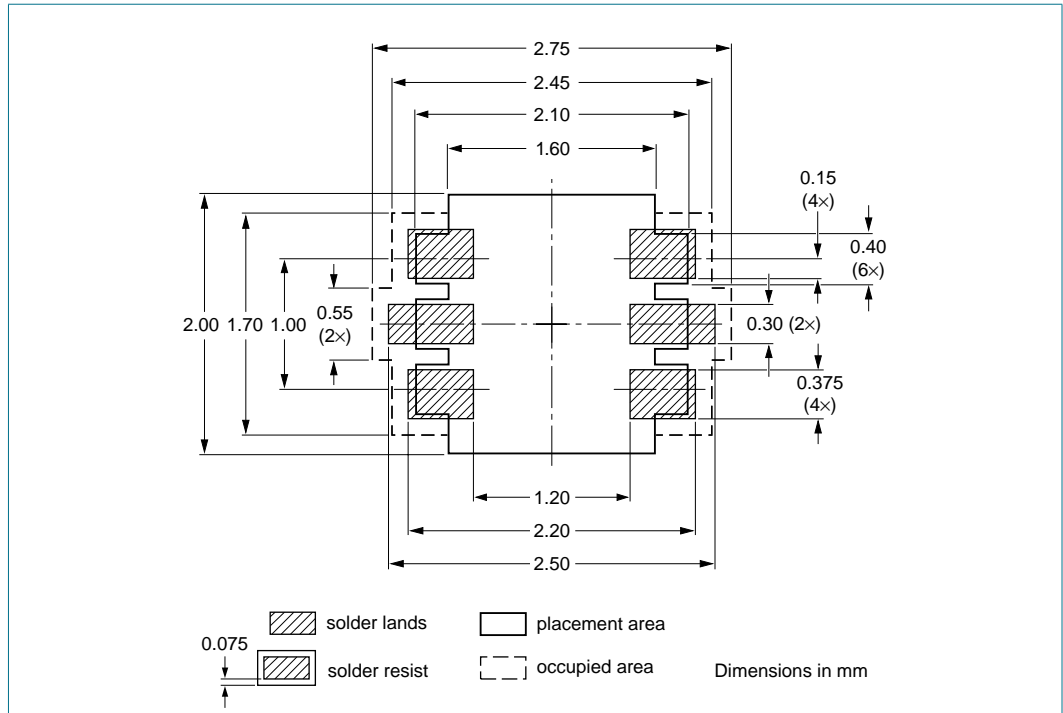 2.75
2.45
2.10
1.60
0.15
(4×)
0.40
(6×)
2.00 1.70 1.00 0.55
(2×)
0.30 (2×)
0.375
(4×)
1.20
2.20
2.50
solder lands
placement area
0.075
solder resist
occupied area
Dimensions in mm